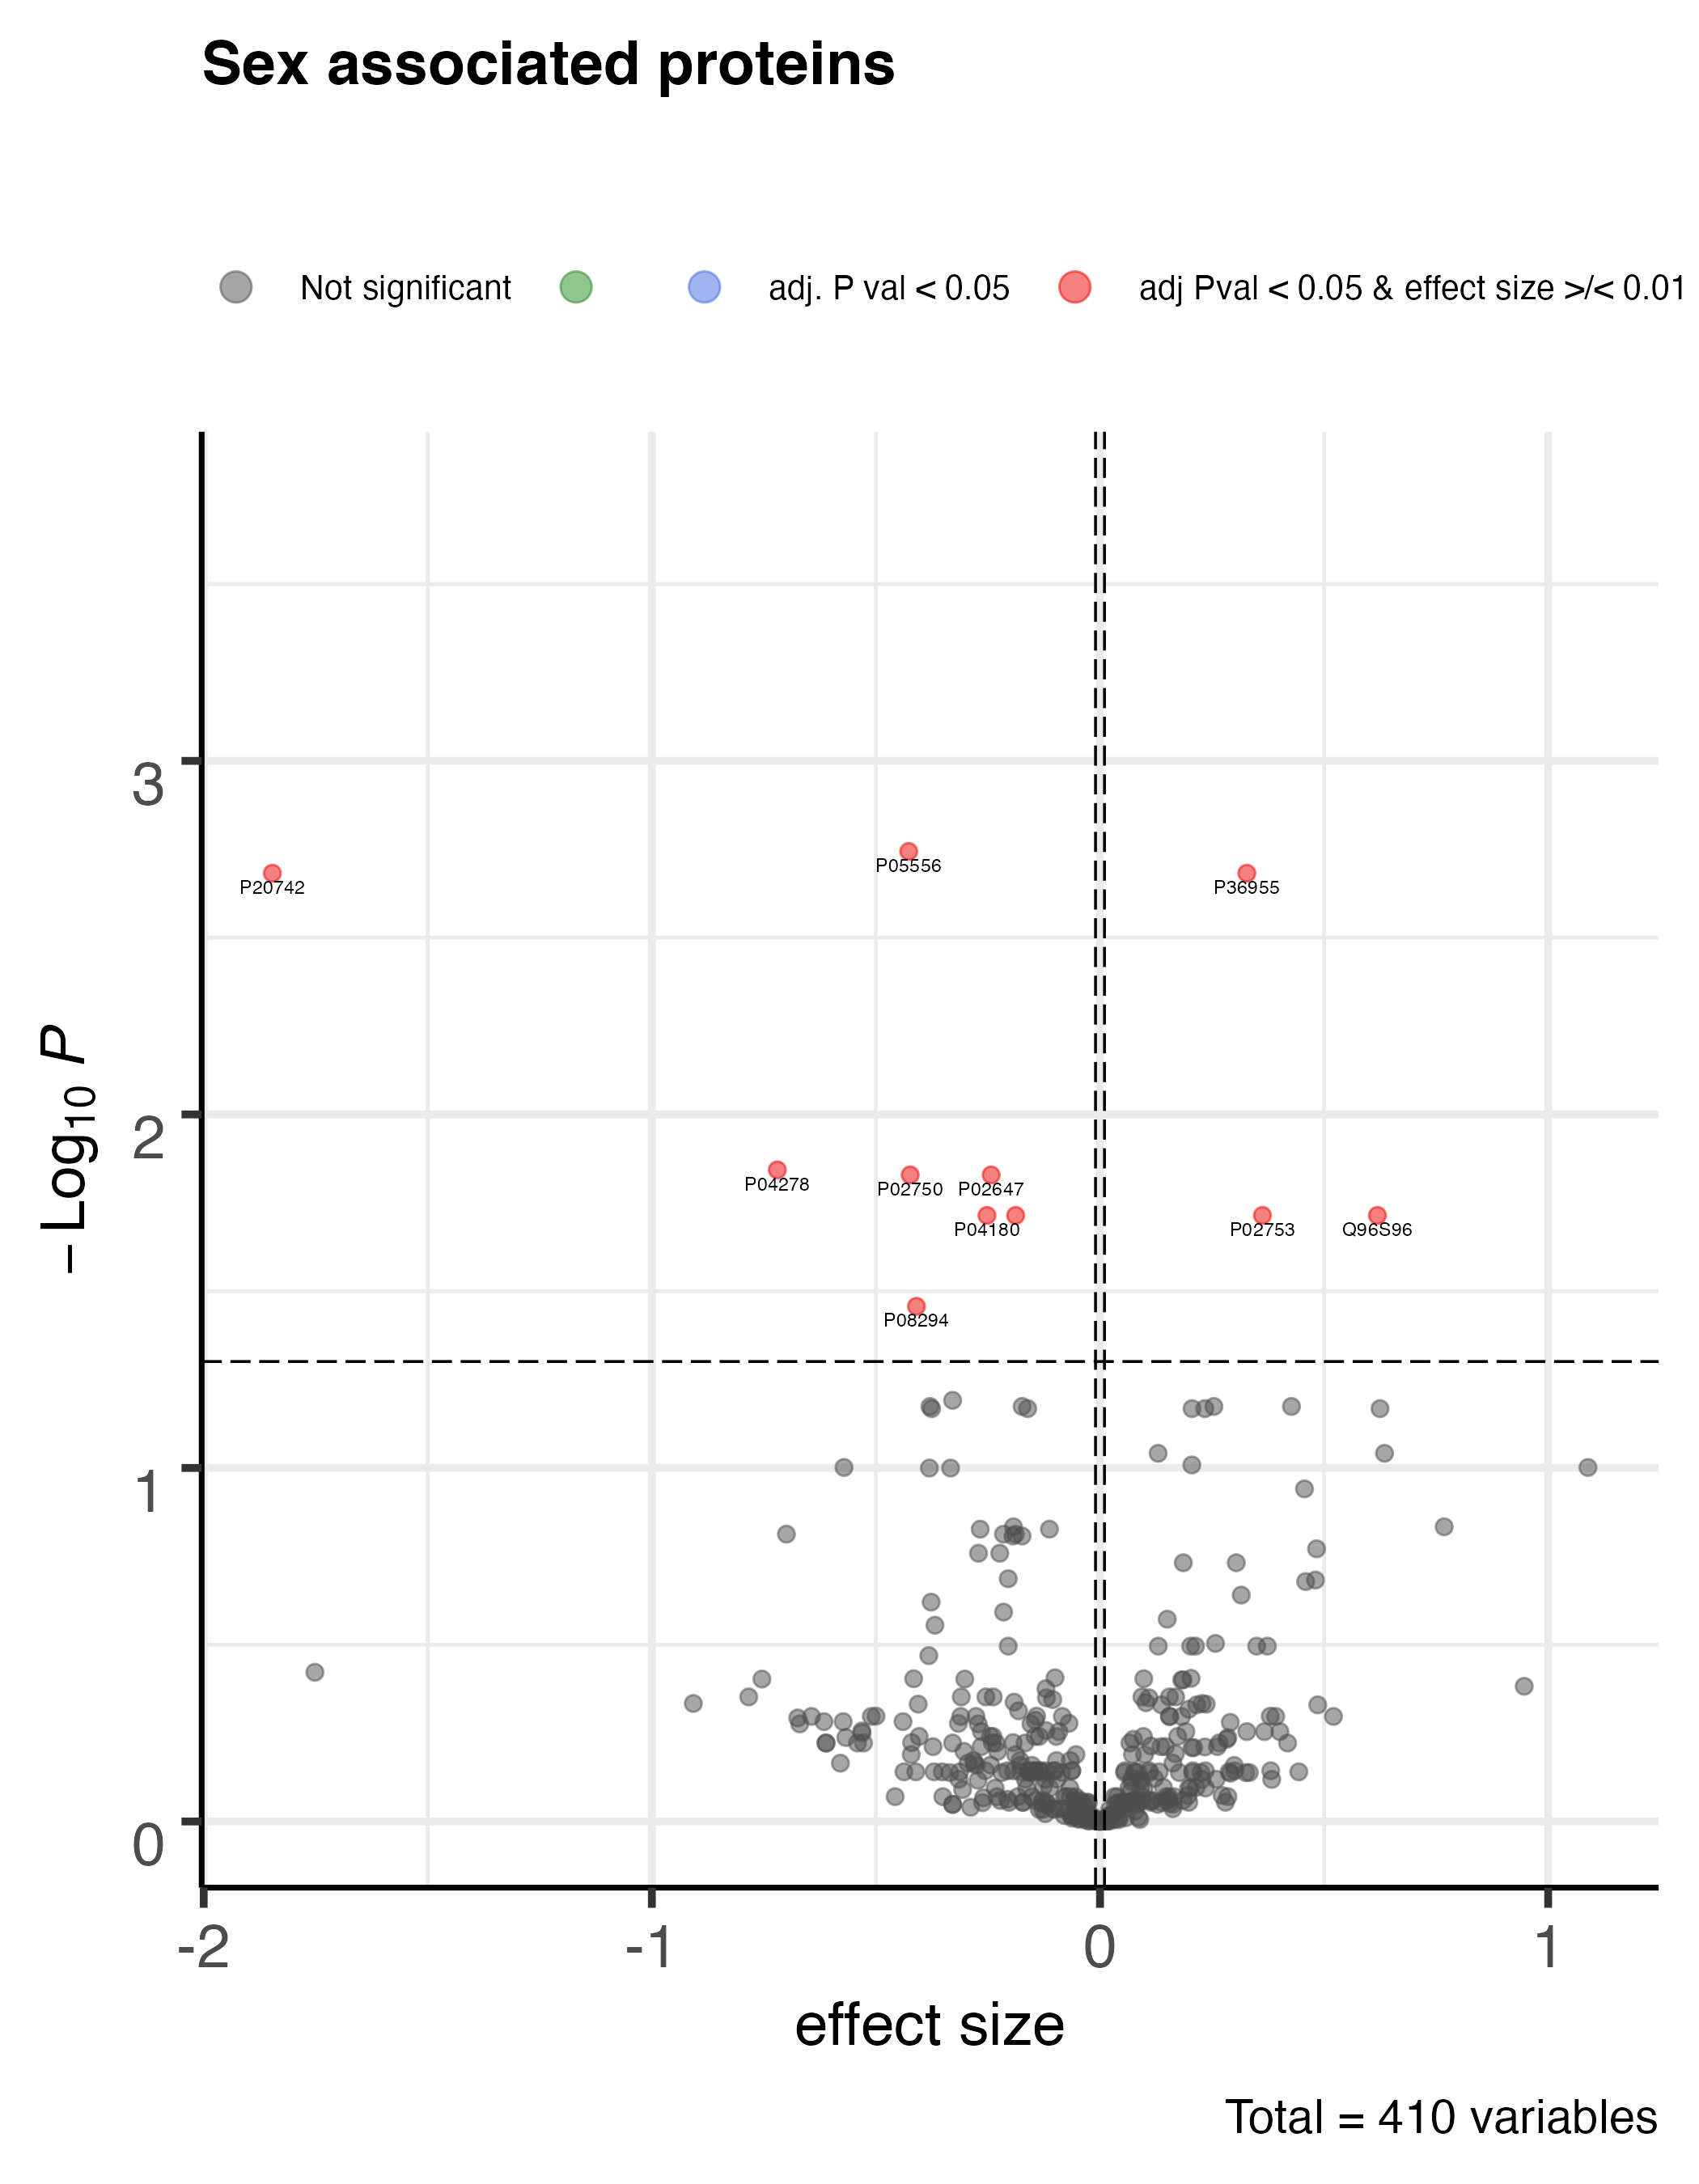 Sex associated proteins
Not significant adj. P val < 0.05 adj Pval < 0.05 & effect size >/< 0.01
3
P05556
P20742 P36955
2
P04278 P02750 P02647
P04180 P02753 Q96S96
P08294
1
0
−Log10 P
-2 -1 0 1
effect size
Total = 410 variables